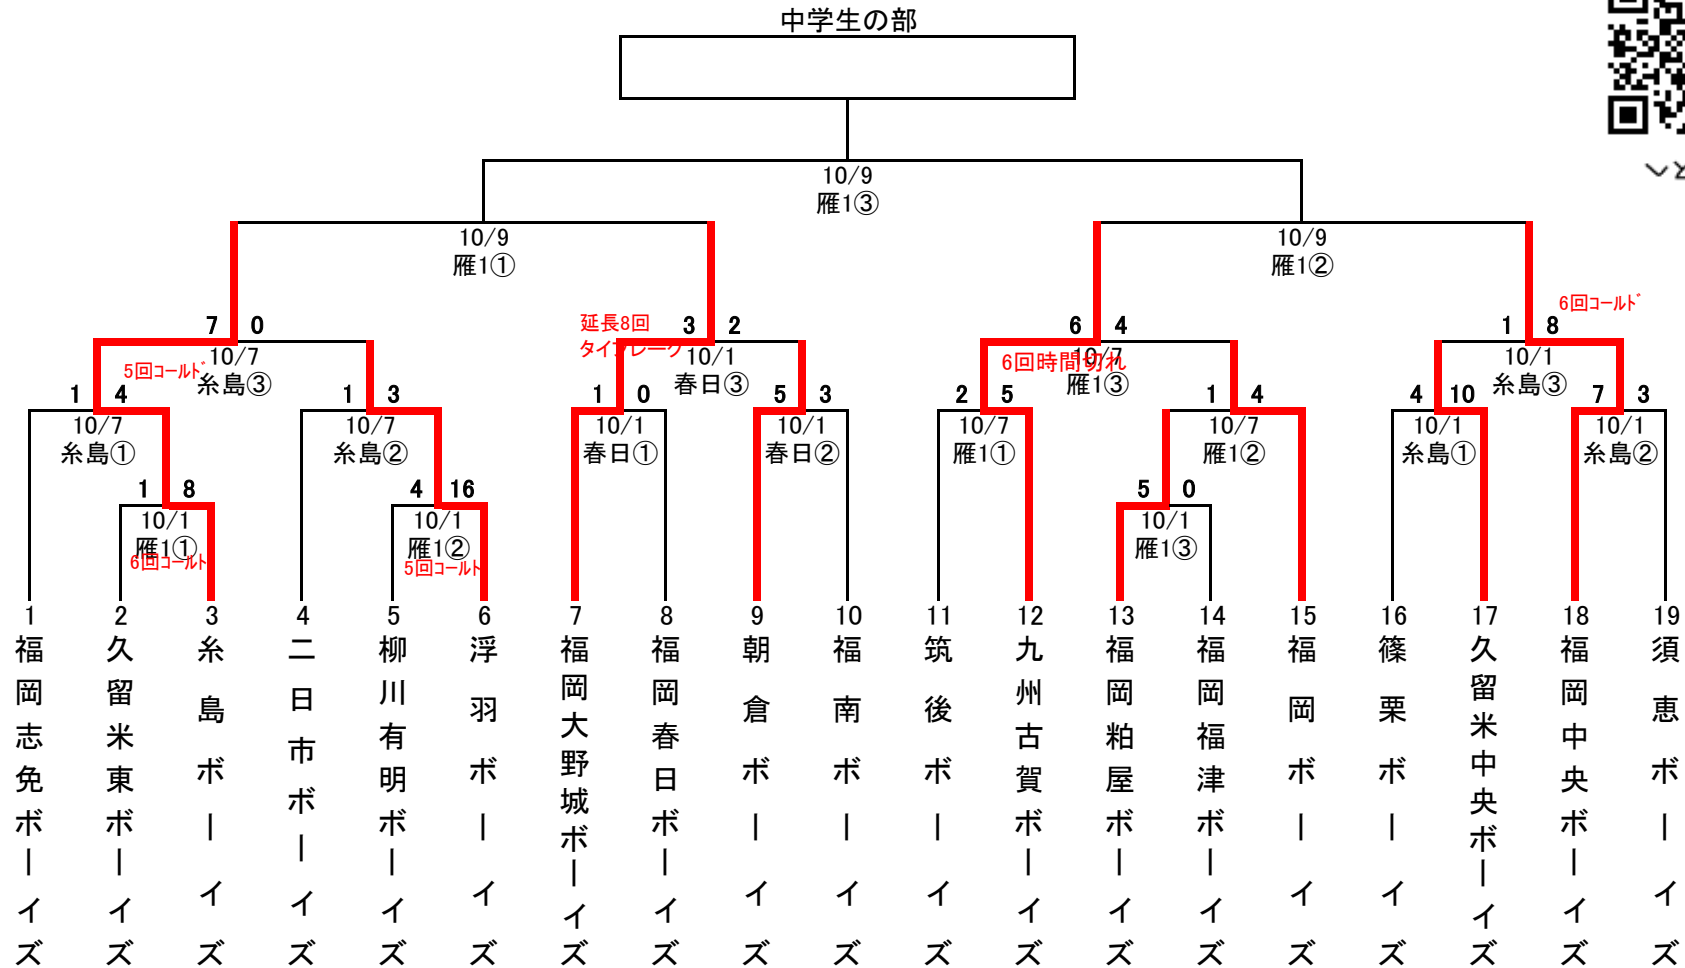 中学生の部
10/9
雁1③
10/9
雁1①
10/9
雁1②
6回コールド
7 0
延長8回
タイブレーク
3 2
6 4
1 8
10/7
糸島③
5回コールド
10/1
春日③
10/7
雁1③
6回時間切れ
10/1
糸島③
1 4
1 3
1 0
5 3
2 5
1 4
4 10
7 3
10/7
糸島①
10/7
糸島②
10/1
春日①
10/1
春日②
10/7
雁1①
10/7
雁1②
10/1
糸島①
10/1
糸島②
1 8
4 16
5 0
10/1
雁1①
6回コールド
10/1
雁1②
5回コールド
10/1
雁1③
1 2 3 4 5 6 7 8 9 10 11 12 13 14 15 16 17 18 19
福岡志免ボーイズ
久留米東ボーイズ
糸島ボーイズ
二日市ボーイズ
柳川有明ボーイズ
浮羽ボーイズ
福岡大野城ボーイズ
福岡春日ボーイズ
朝倉ボーイズ
福南ボーイズ
筑後ボーイズ
九州古賀ボーイズ
福岡粕屋ボーイズ
福岡福津ボーイズ
福岡ボーイズ
篠栗ボーイズ
久留米中央ボーイズ
福岡中央ボーイズ
須恵ボーイズ